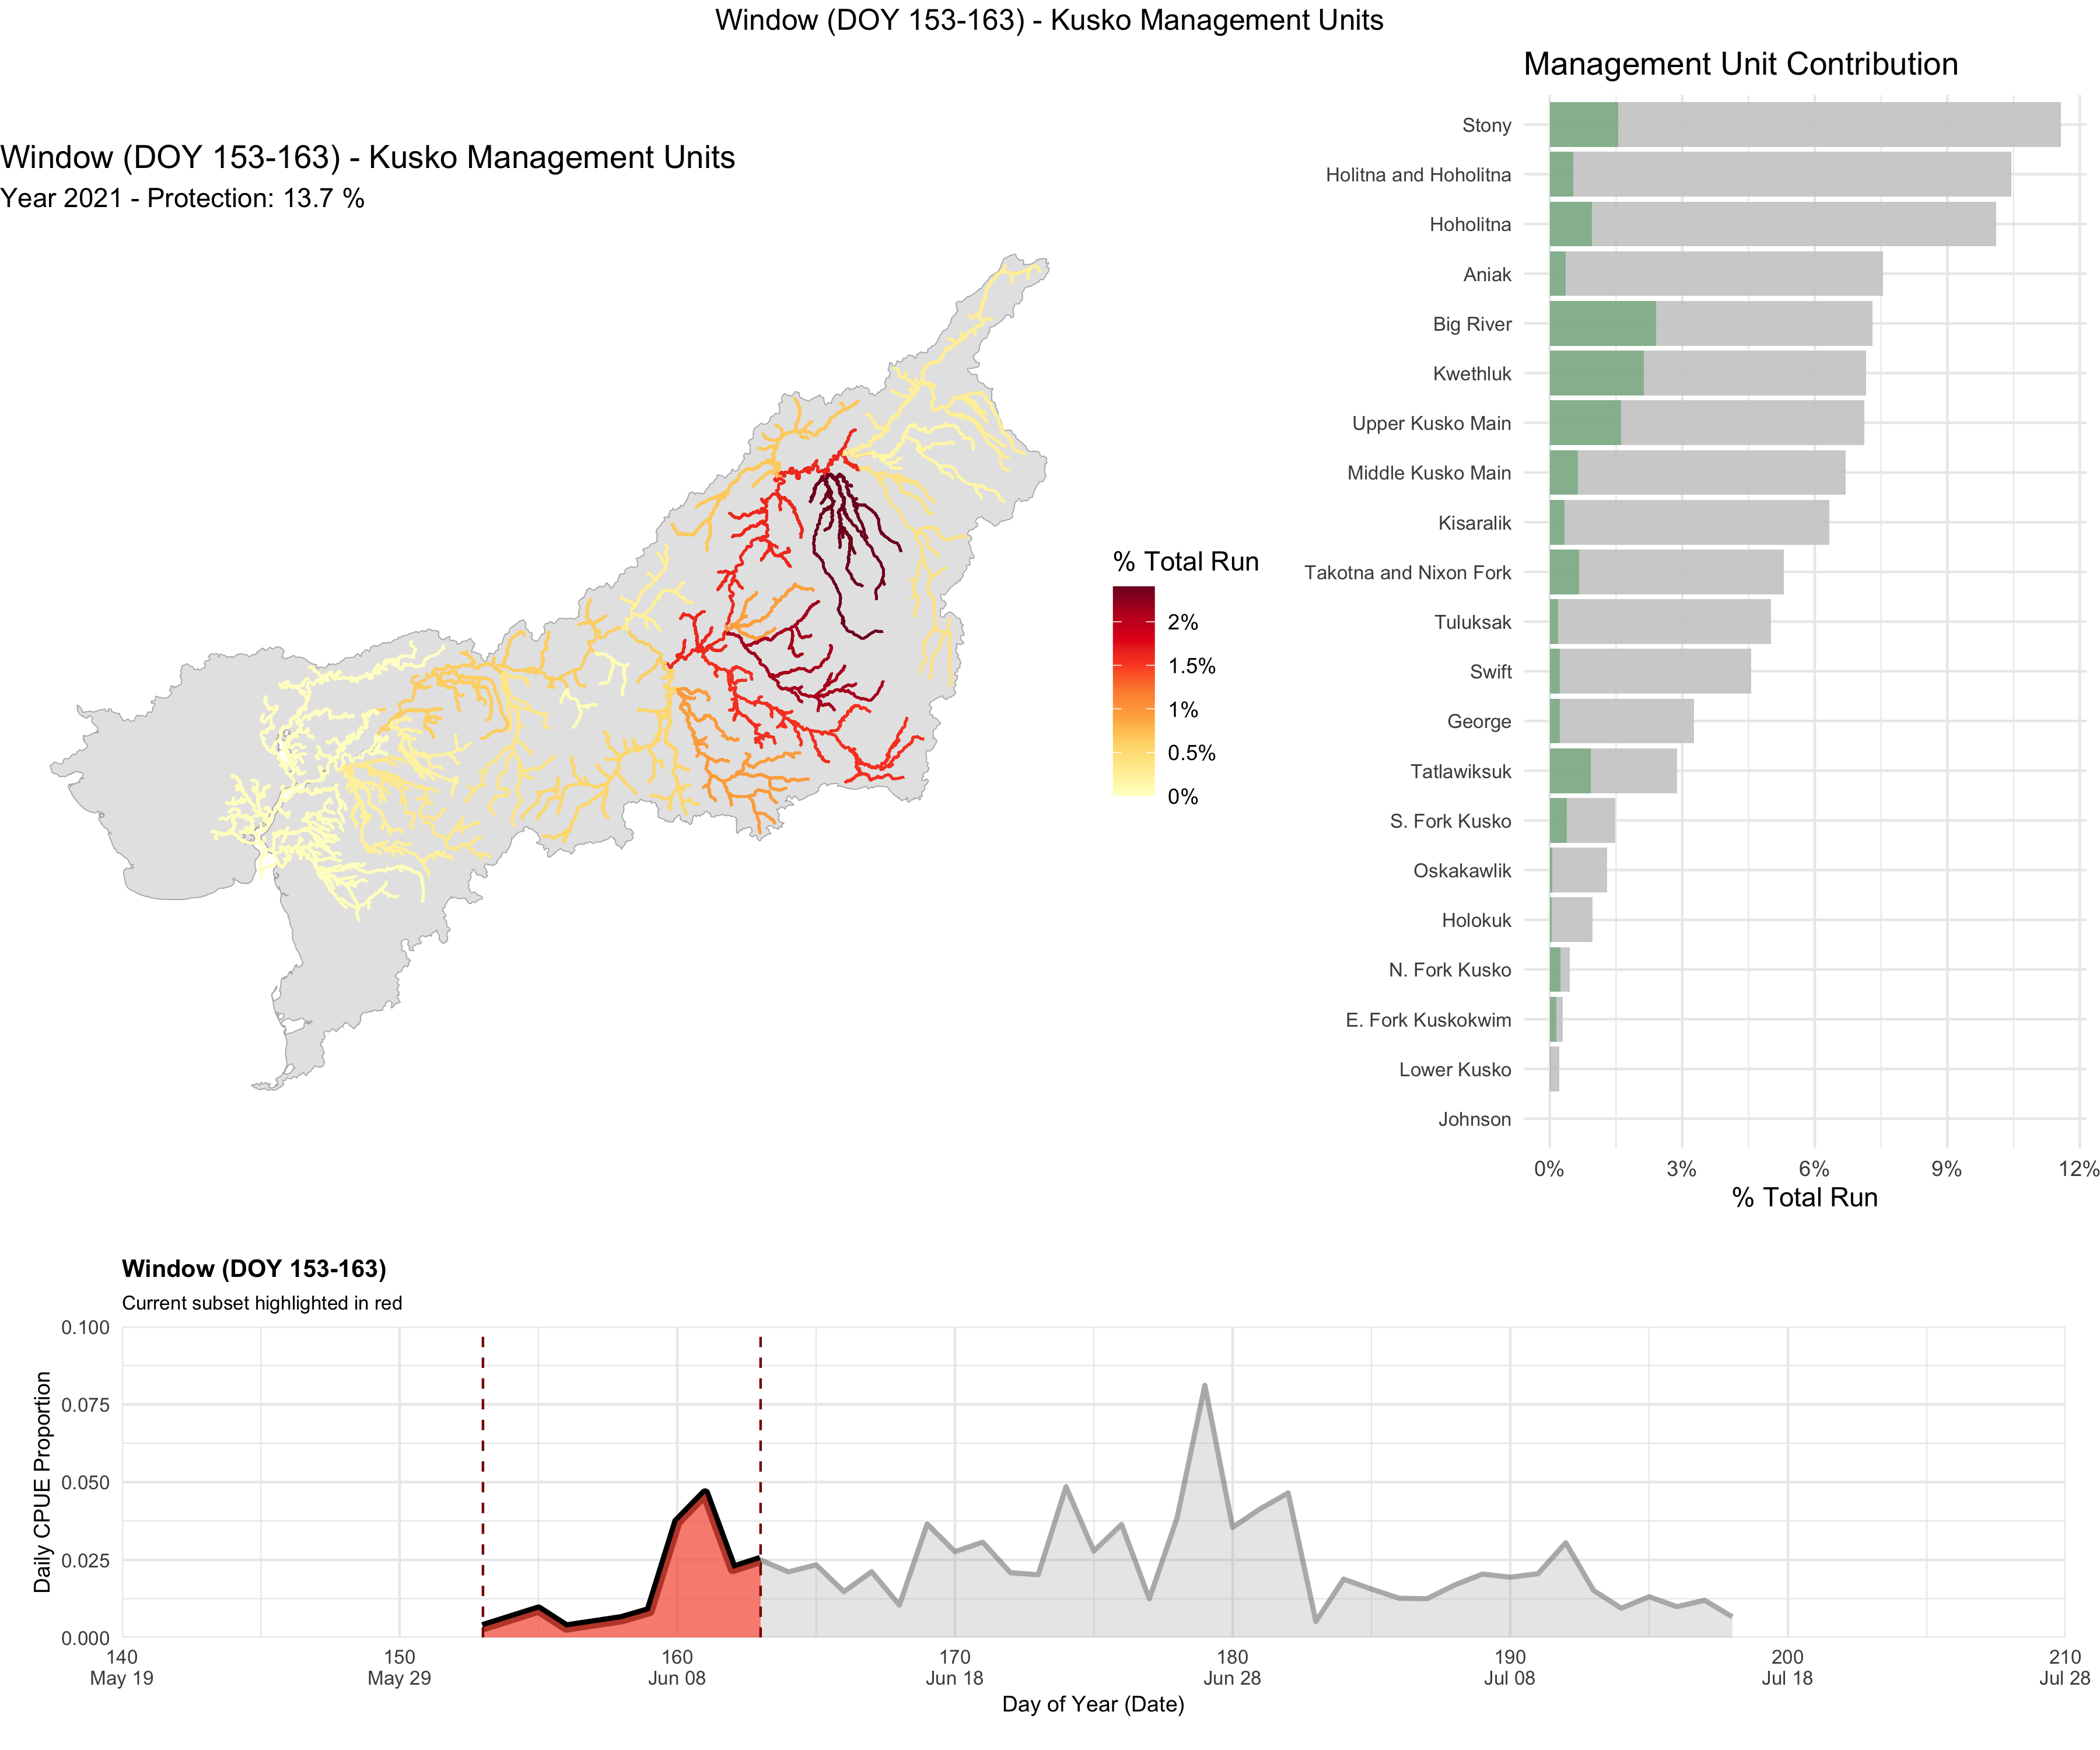 Window (DOY 153-163) - Kusko Management Units
Window (DOY 153-163) - Kusko Management Units
Year 2021 - Protection: 13.7 %
% Total Run
2%
1.5%
1%
0.5%
0%
Management Unit Contribution
Stony
Holitna and Hoholitna
Hoholitna
Aniak
Big River
Kwethluk
Upper Kusko Main
Middle Kusko Main
Kisaralik
Takotna and Nixon Fork
Tuluksak
Swift
George
Tatlawiksuk
S. Fork Kusko
Oskakawlik
Holokuk
N. Fork Kusko
E. Fork Kuskokwim
Lower Kusko
Johnson
0% 3% 6% 9% 12%
% Total Run
Window (DOY 153-163)
Current subset highlighted in red
Daily CPUE Proportion
0.100
0.075
0.050
0.025
0.000
140 150 160 170 180 190 200 210
May 19 May 29 Jun 08 Jun 18 Jun 28 Jul 08 Jul 18 Jul 28
Day of Year (Date)